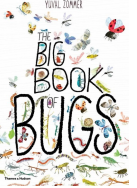 YUVAL ZOMMER
THE
BIG
BOOK
OF
BUGS
Thames & Hudson